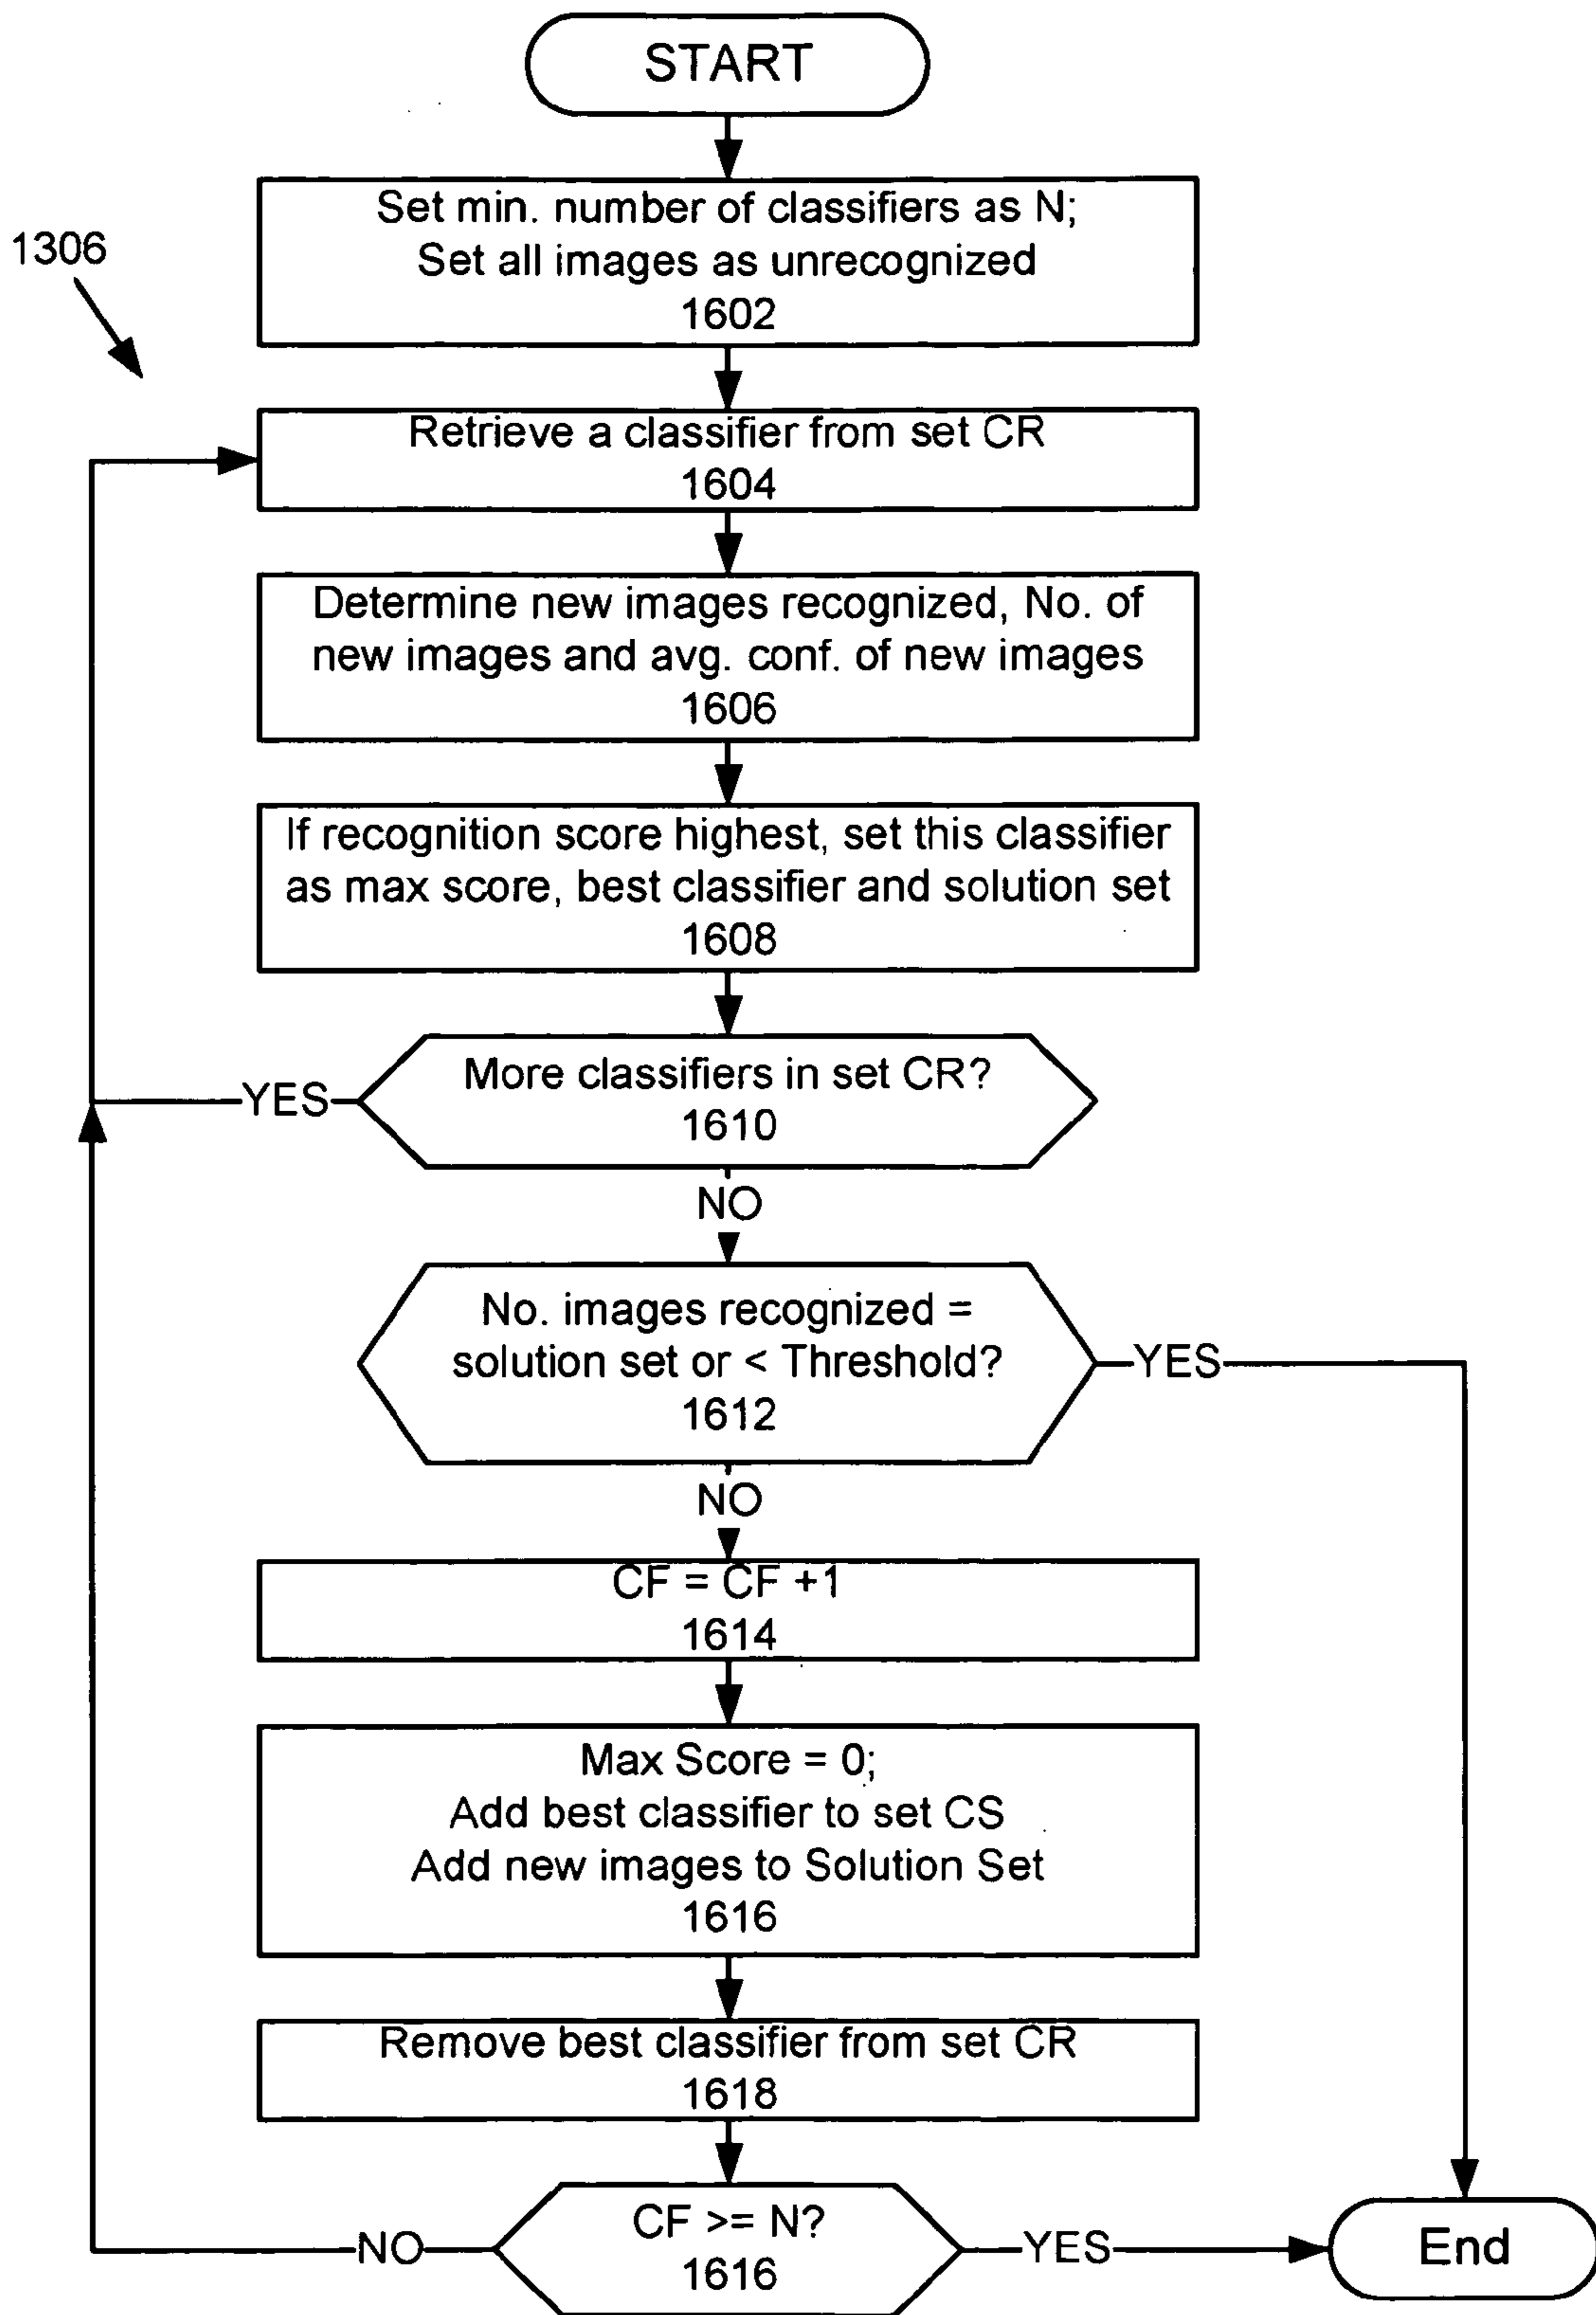 START
Set min. number of classifiers as N;
Set all images as unrecognized
1602
1306
Retrieve a classifier from set CR
1604
Determine new images recognized, No. of
new images and avg. conf. of new images
1606
If recognition score highest, set this classifier
as max score, best classifier and solution set
1608
More classifiers in set CR?
1610
YES
NO
No. images recognized =
solution set or < Threshold?
1612
YES
NO
CF = CF +1
1614
Max Score = 0;
Add best classifier to set CS
Add new images to Solution Set
1616
Remove best classifier from set CR
1618
CF >= N?
1616
NO
YES
End